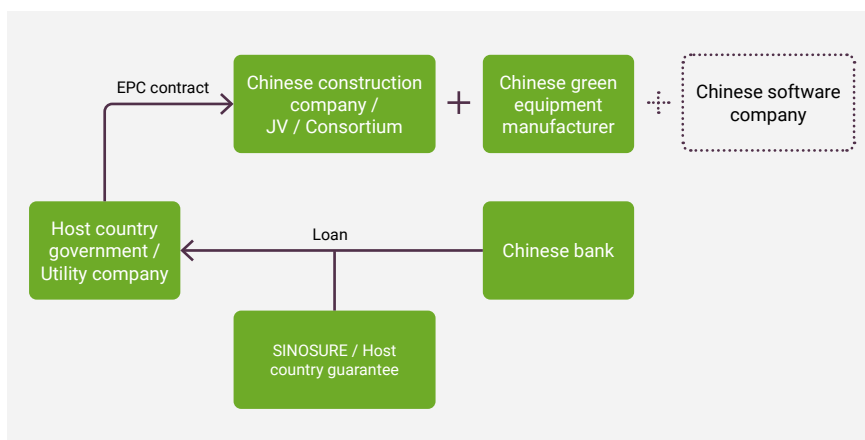 EPC contract
Chinese construction
company /
JV / Consortium
Chinese green
equipment
manufacturer
Chinese software
company
Host country
government /
Utility company
Loan
Chinese bank
SINOSURE / Host
country guarantee